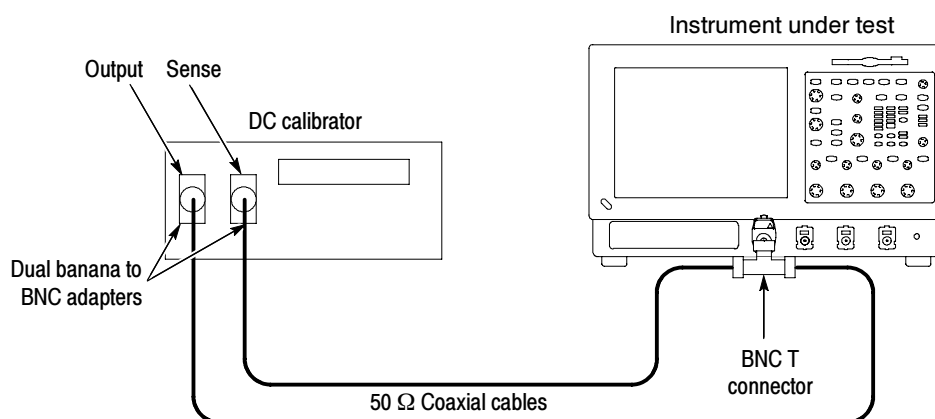 Instrument under test
Output
Sense
DC calibrator
Dual banana to
BNC adapters
BNC T
connector
50 Ω Coaxial cables